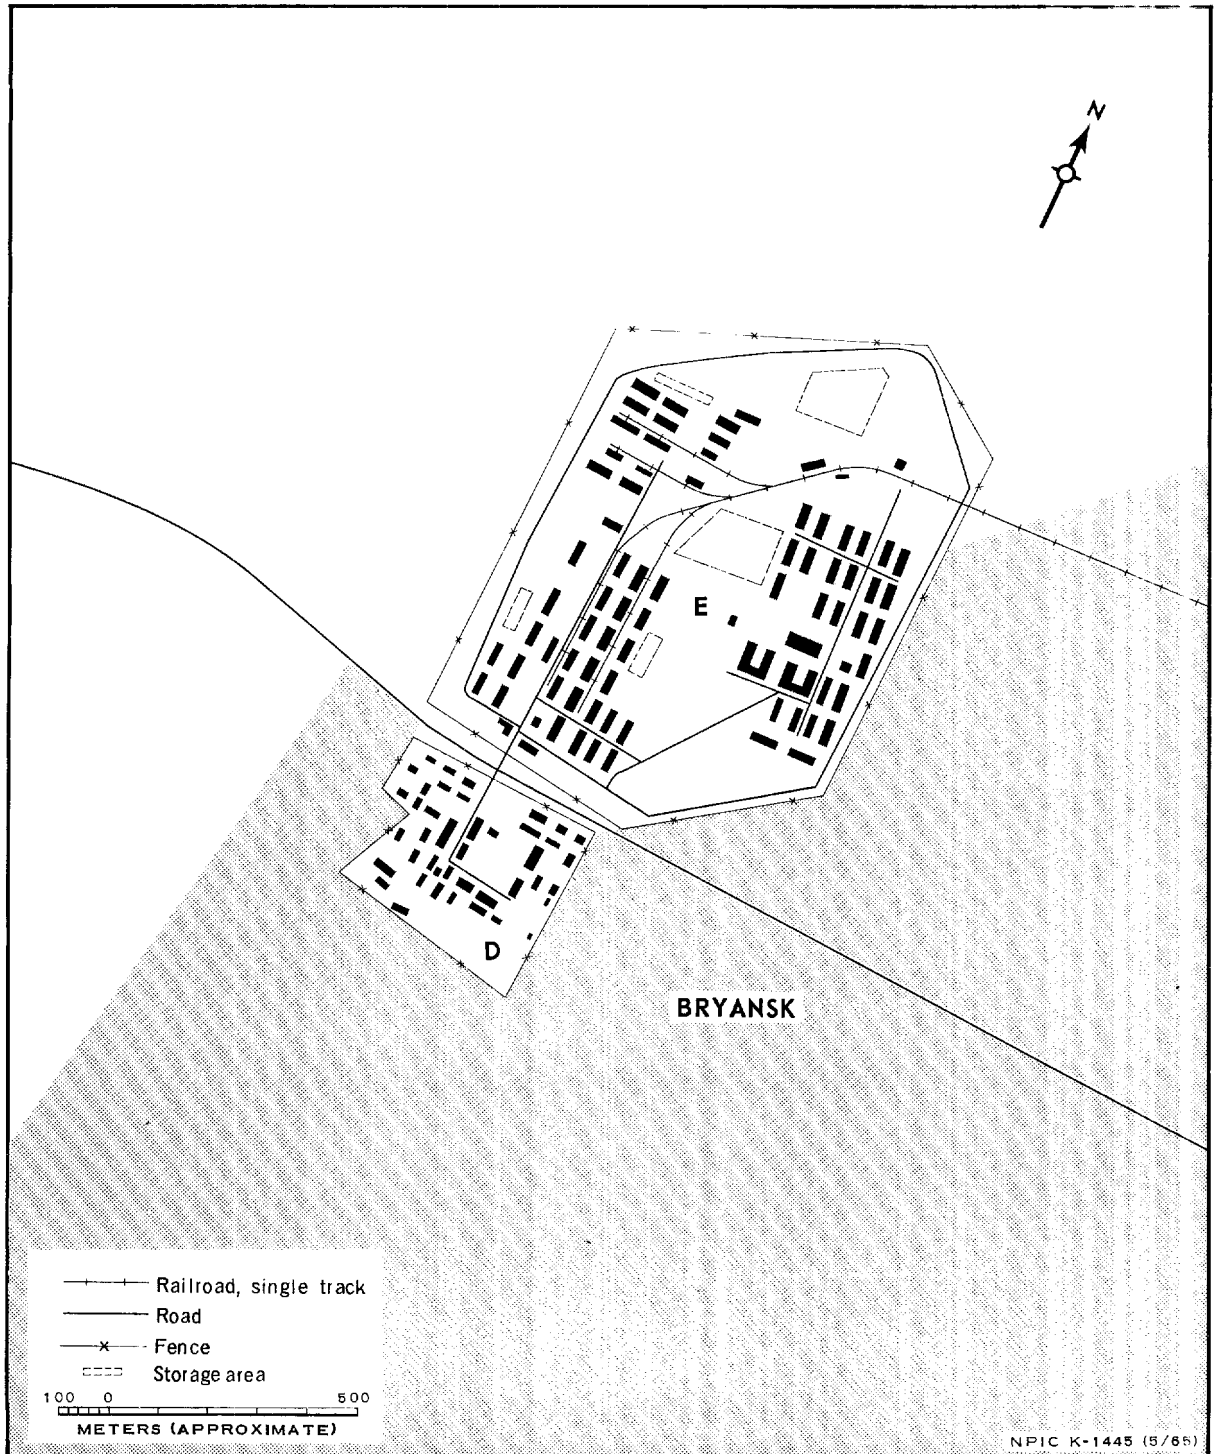 N
E
D
BRYANSK
Railroad, single track
Road
Fence
Storage area
100 0 500
METERS (APPROXIMATE)
NPIC K-1445 (5/65)